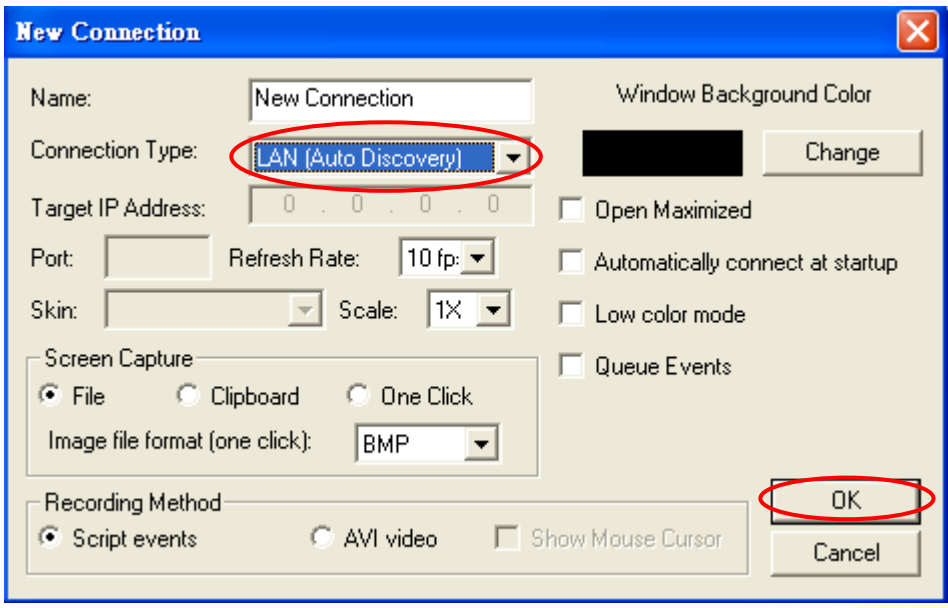 New Connection
Name: New Connection
Window Background Color
Connection Type: LAN (Auto Discovery)
Change
Target IP Address: 0 . 0 . 0 . 0
Open Maximized
Port: Refresh Rate: 10 fp
Automatically connect at startup
Skin: Scale: 1X
Low color mode
Screen Capture
Queue Events
File Clipboard One Click
Image file format (one click): BMP
Recording Method
OK
Script events AVI video Show Mouse Cursor
Cancel